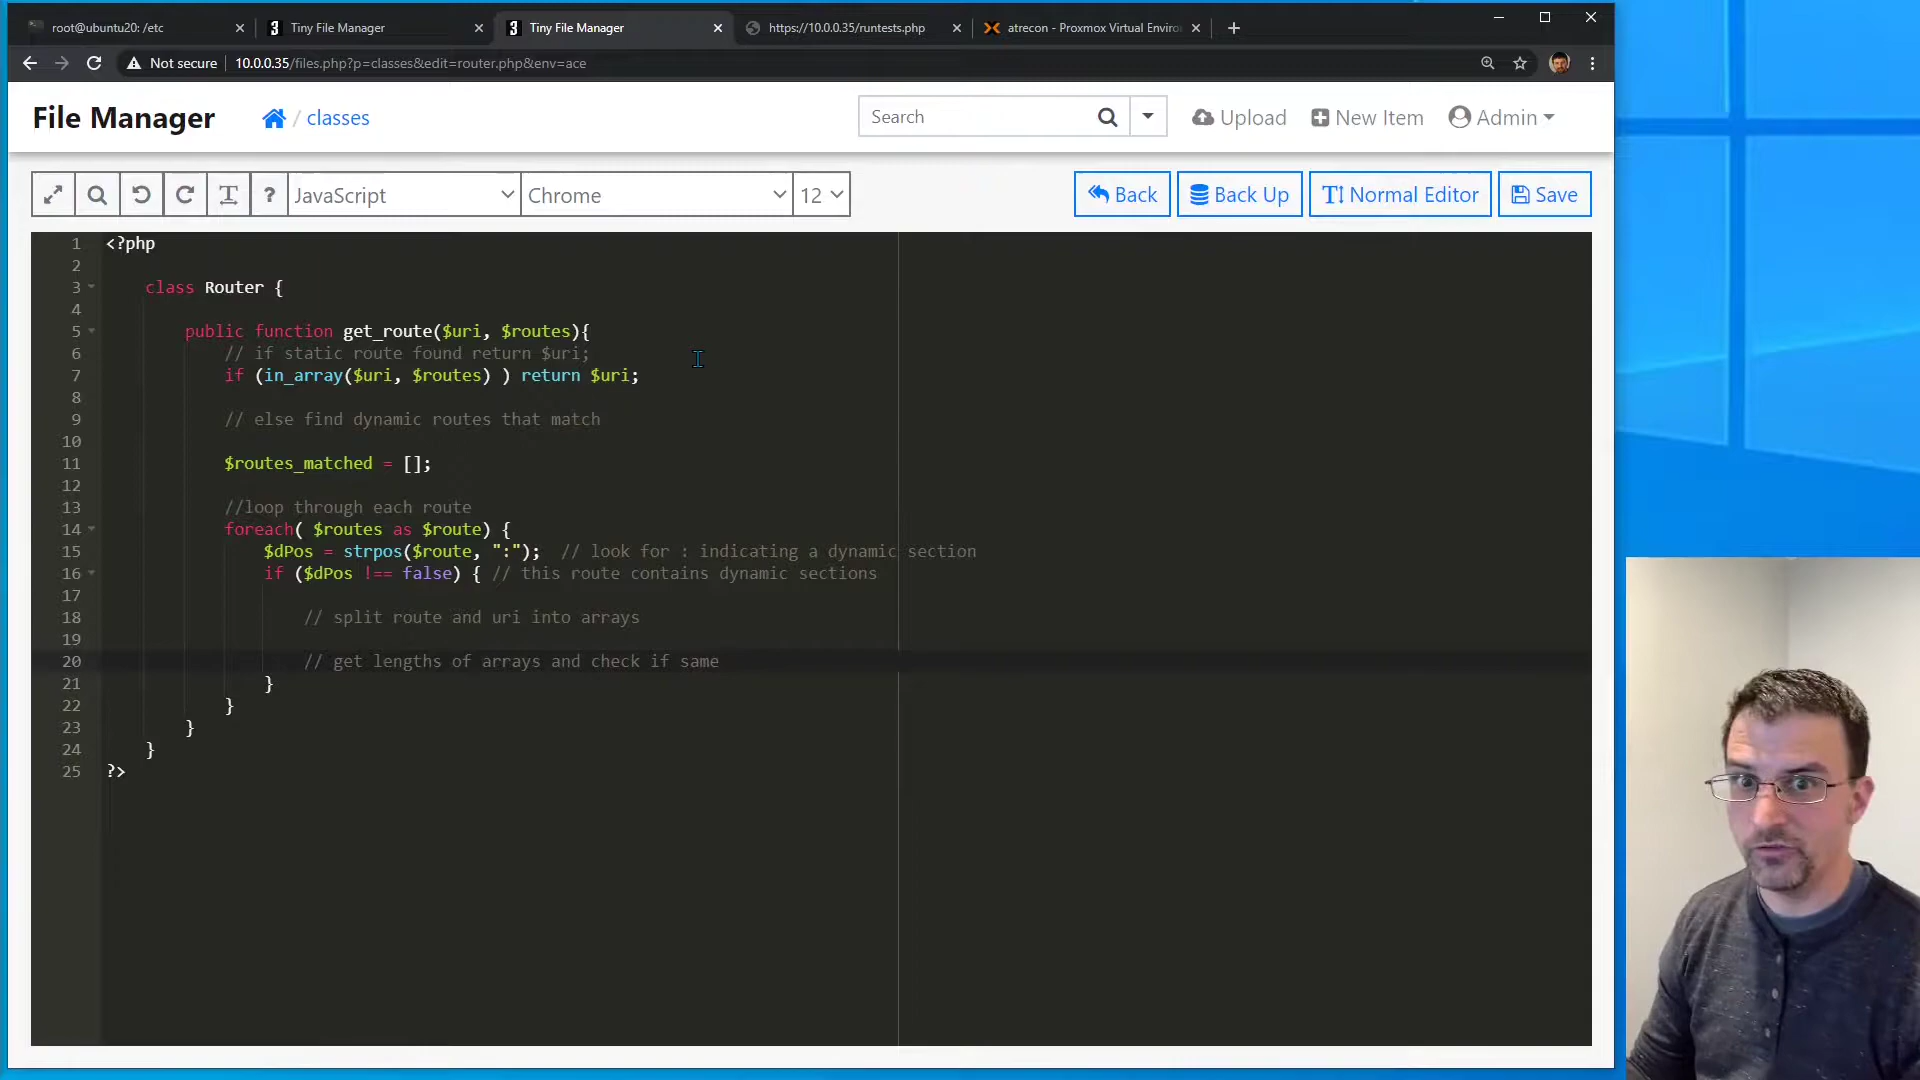 root@ubuntu20: /etc
3 Tiny File Manager
3 Tiny File Manager
https://10.0.0.35/runtests.php
atrecon - Proxmox Virtual Enviro
Not secure
10.0.0.35/files.php?p=classes&edit=router.php&env=ace
File Manager
/ classes
Search
Upload
New Item
Admin
?
JavaScript
Chrome
12
Back
Back Up
Normal Editor
Save
1 <?php
2
3 class Router {
4
5 public function get_route($uri, $routes){
6 // if static route found return $uri;
7 if (in_array($uri, $routes) ) return $uri;
8
9 // else find dynamic routes that match
10
11 $routes_matched = [];
12
13 //loop through each route
14 foreach( $routes as $route) {
15 $dPos = strpos($route, ":"); // look for : indicating a dynamic section
16 if ($dPos !== false) { // this route contains dynamic sections
17
18 // split route and uri into arrays
19
20 // get lengths of arrays and check if same
21 }
22 }
23 }
24 }
25 ?>